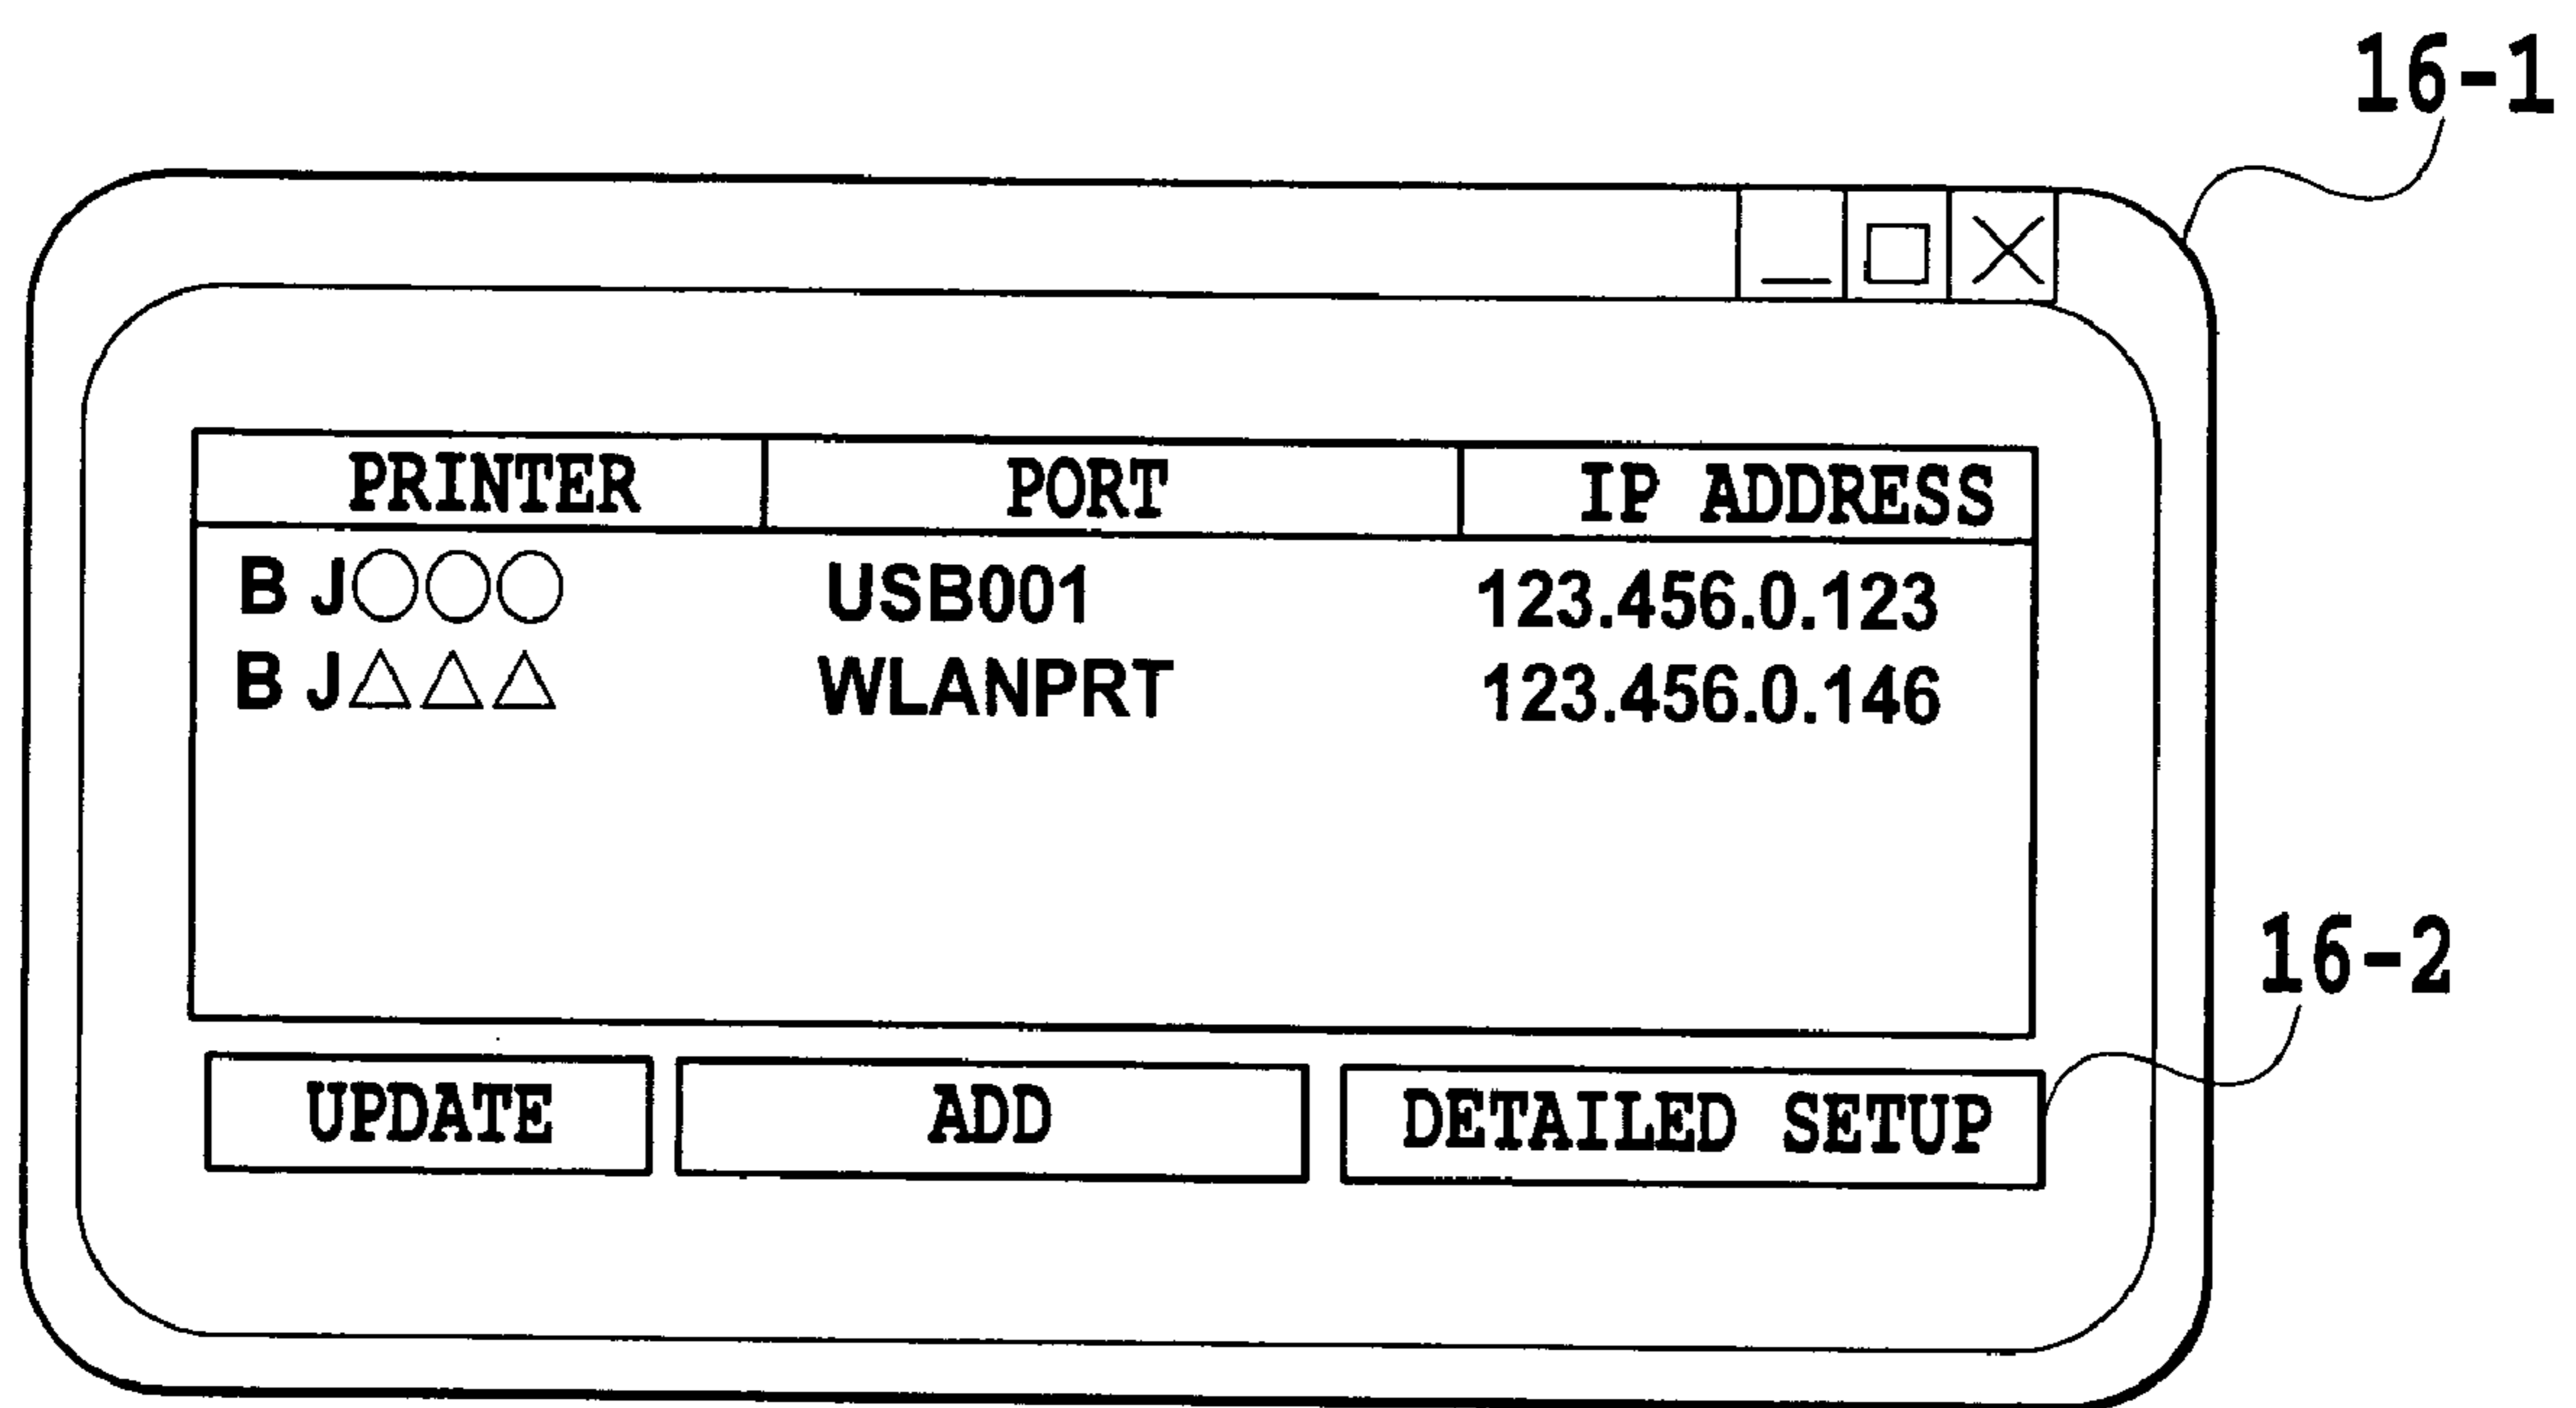 16-1
PRINTER PORT IP ADDRESS
B J○○○ USB001 123.456.0.123
B J△△△ WLANPRT 123.456.0.146
16-2
UPDATE ADD DETAILED SETUP